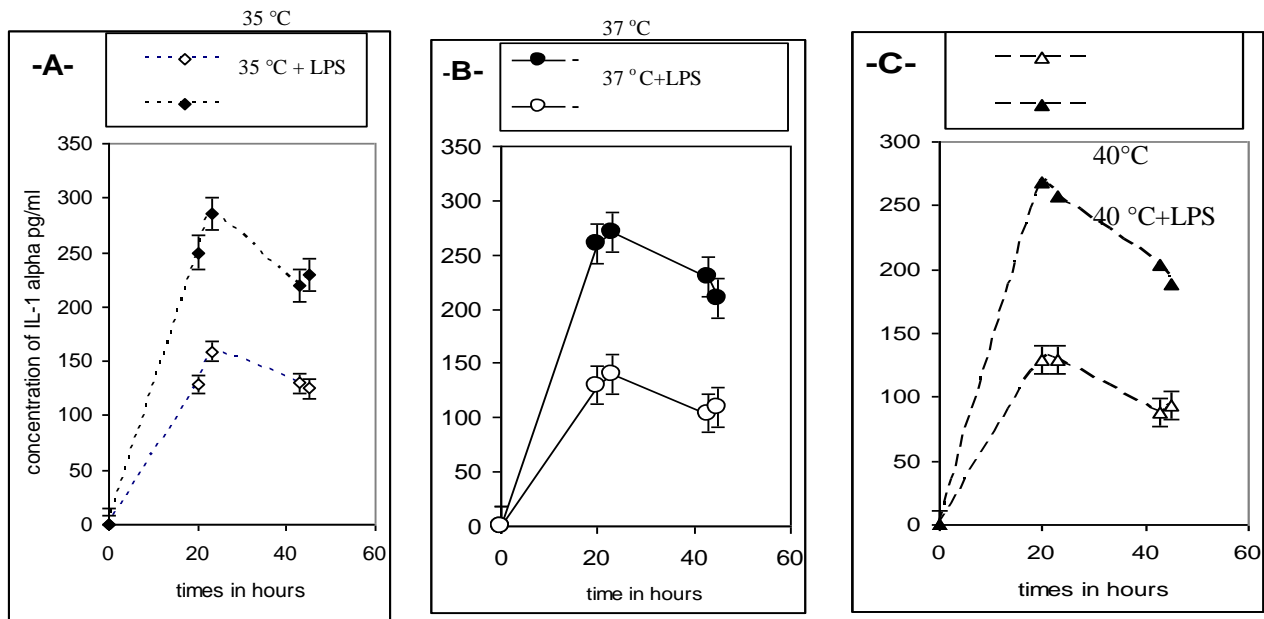 35 °C
-A-
35 °C + LPS
350
300
250
200
150
100
50
0
0 20 40 60
concentration of IL-1 alpha pg/ml
times in hours
37 °C
-B-
-
37 °C+LPS
-
350
300
250
200
150
100
50
0
0 20 40 60
time in hours
-C-
300
250
200
150
100
50
0
0 20 40 60
40°C
40 °C+LPS
times in hours